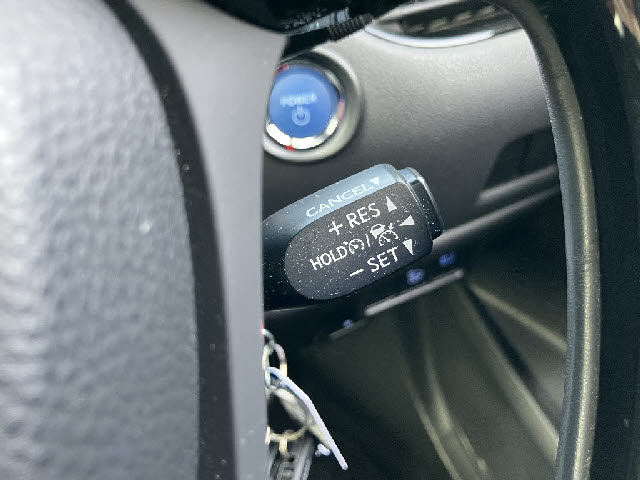 POWER
CANCEL
+ RES
HOLD /
- SET